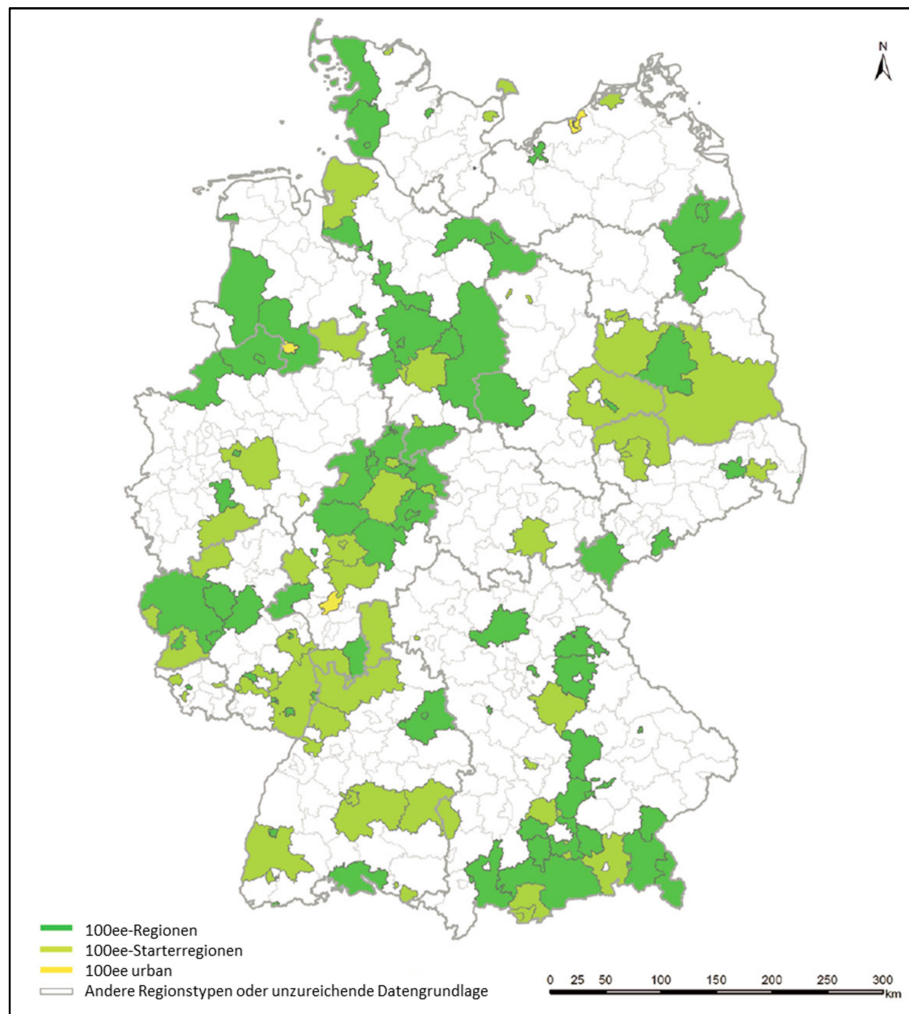 N
100ee-Regionen
100ee-Starterregionen
100ee urban
Andere Regionstypen oder unzureichende Datengrundlage
0 25 50 100 150 200 250 300
km